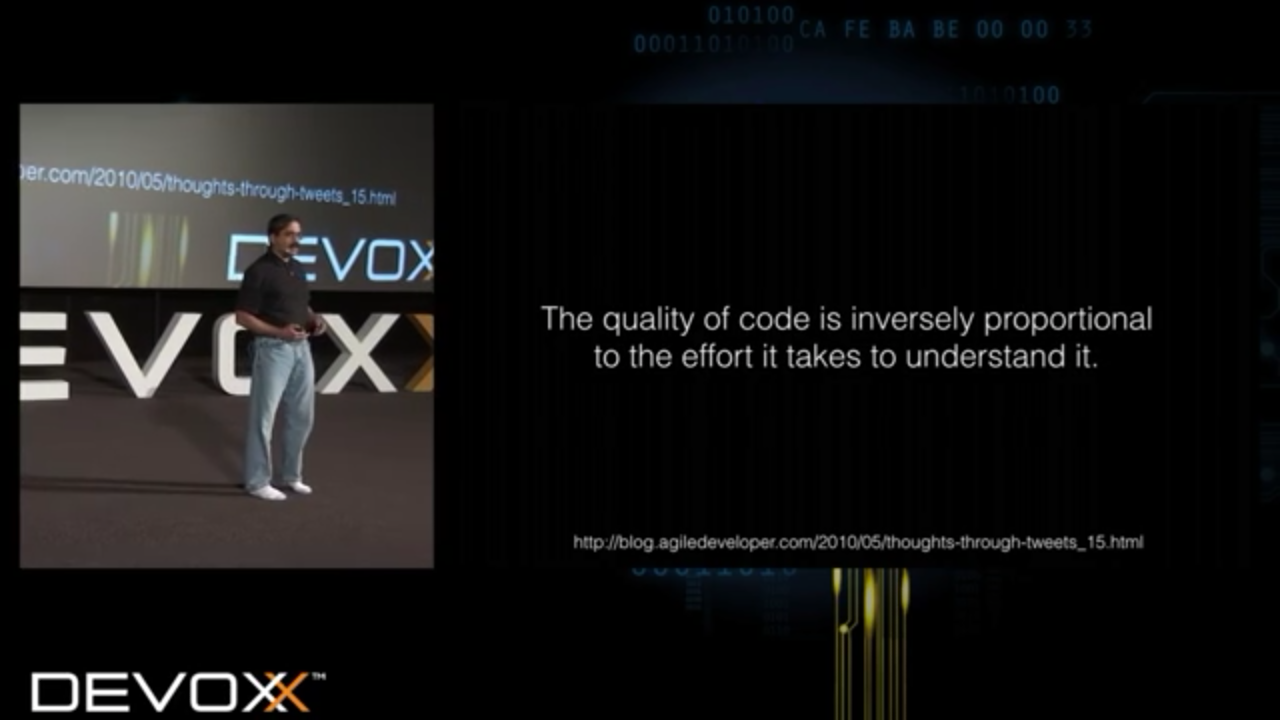 010100
00011010100
CA FE BA BE 00 00 33
1010100
per.com/2010/05/thoughts-through-tweets_15.html
DEVOX
EVOXX
The quality of code is inversely proportional
to the effort it takes to understand it.
http://blog.agiledeveloper.com/2010/05/thoughts-through-tweets_15.html
00011010
DEVOXX™